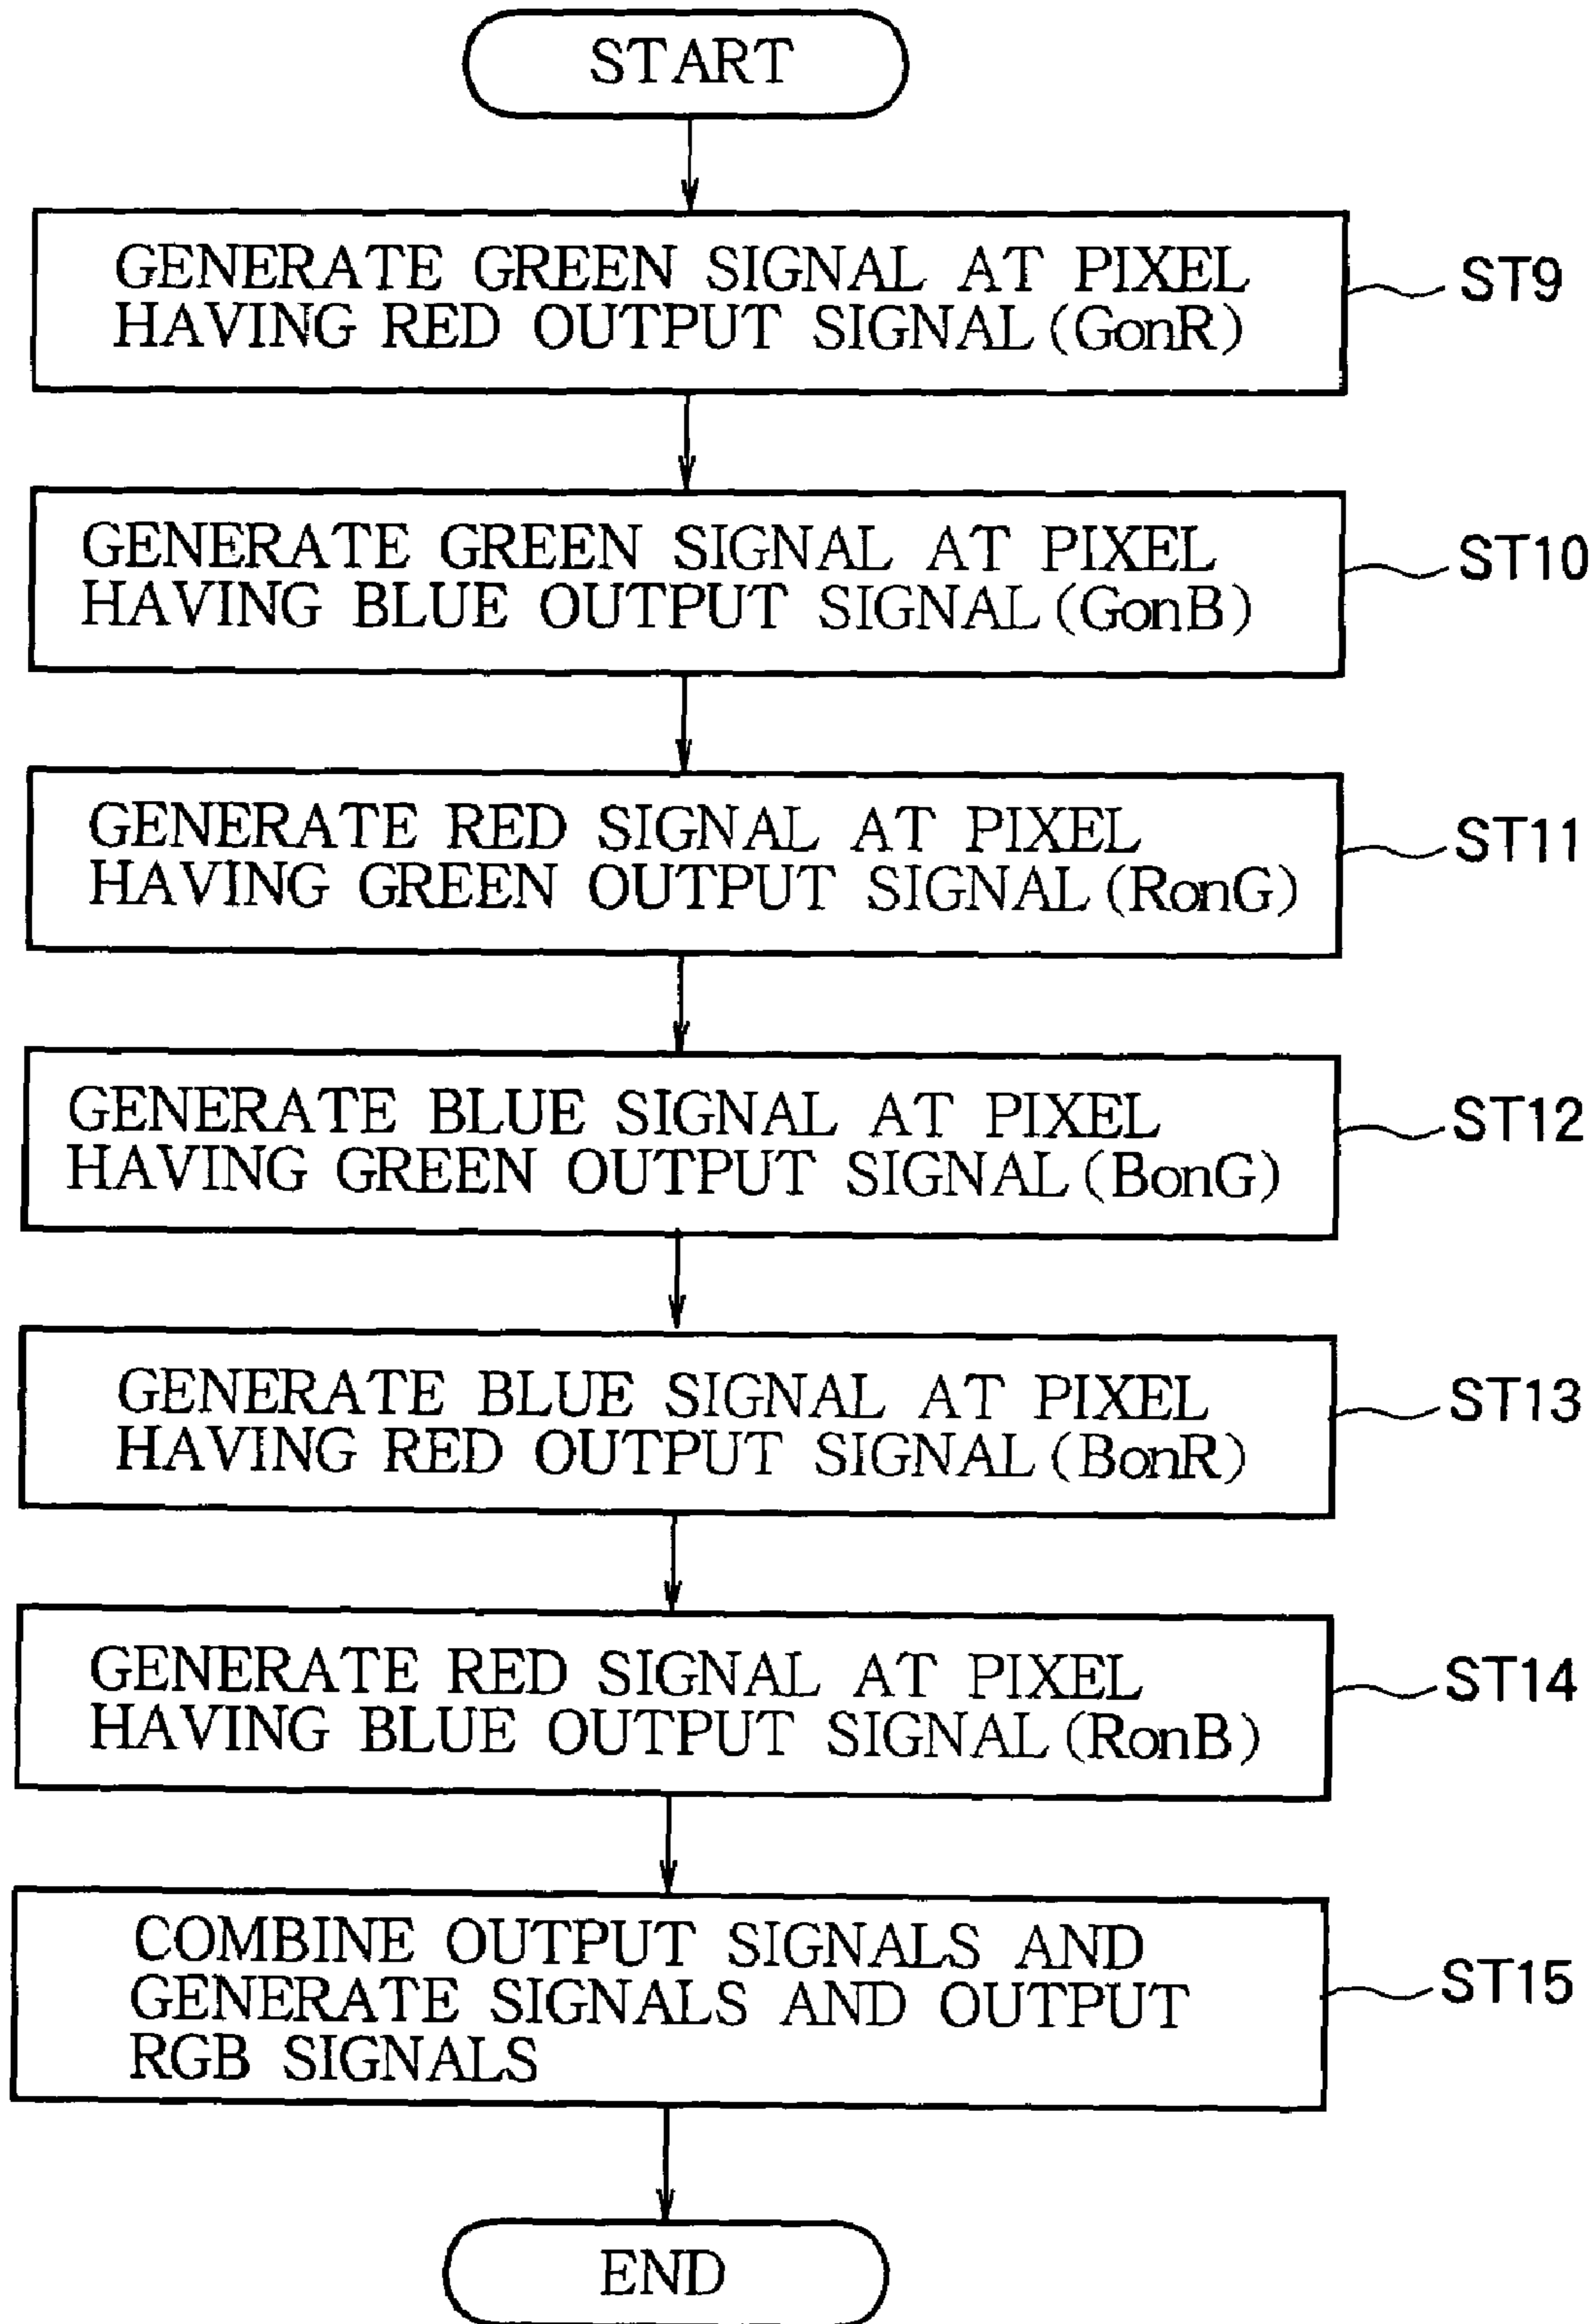 START
GENERATE GREEN SIGNAL AT PIXEL
HAVING RED OUTPUT SIGNAL (GonR)
ST9
GENERATE GREEN SIGNAL AT PIXEL
HAVING BLUE OUTPUT SIGNAL (GonB)
ST10
GENERATE RED SIGNAL AT PIXEL
HAVING GREEN OUTPUT SIGNAL (RonG)
ST11
GENERATE BLUE SIGNAL AT PIXEL
HAVING GREEN OUTPUT SIGNAL (BonG)
ST12
GENERATE BLUE SIGNAL AT PIXEL
HAVING RED OUTPUT SIGNAL (BonR)
ST13
GENERATE RED SIGNAL AT PIXEL
HAVING BLUE OUTPUT SIGNAL (RonB)
ST14
COMBINE OUTPUT SIGNALS AND
GENERATE SIGNALS AND OUTPUT
RGB SIGNALS
ST15
END